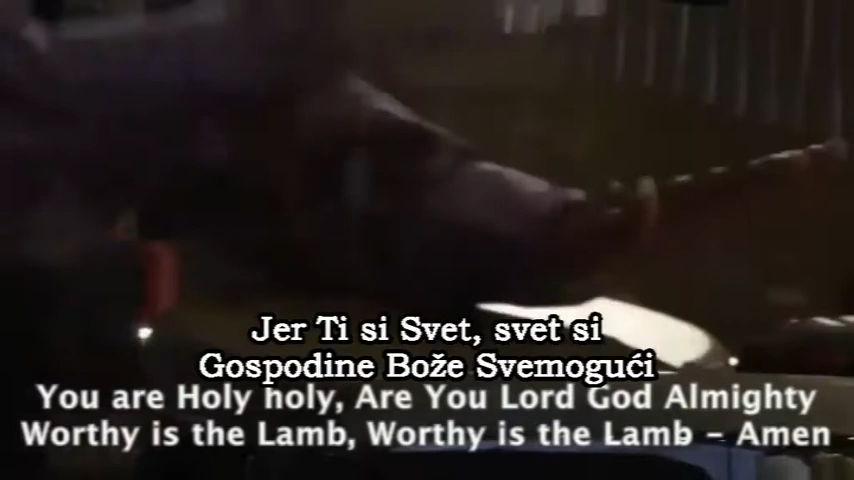 Jer Ti si Svet, svet si
Gospodine Bože Svemogući
You are Holy holy, Are You Lord God Almighty
Worthy is the Lamb, Worthy is the Lamb – Amen